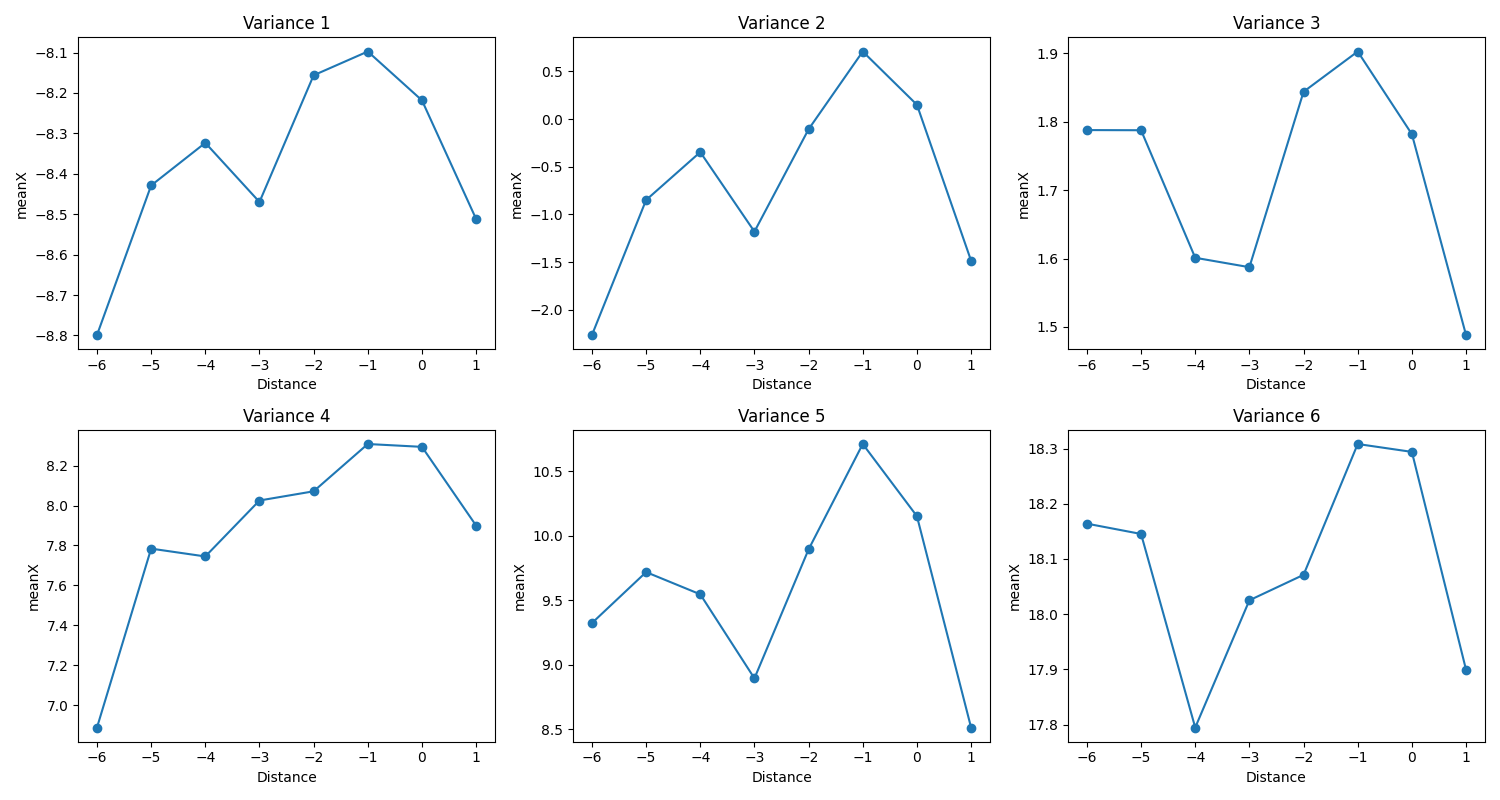 Variance 1
meanX
−8.1
−8.2
−8.3
−8.4
−8.5
−8.6
−8.7
−8.8
−6 −5 −4 −3 −2 −1 0 1
Distance
Variance 2
meanX
0.5
0.0
−0.5
−1.0
−1.5
−2.0
−6 −5 −4 −3 −2 −1 0 1
Distance
Variance 3
meanX
1.9
1.8
1.7
1.6
1.5
−6 −5 −4 −3 −2 −1 0 1
Distance
Variance 4
meanX
8.2
8.0
7.8
7.6
7.4
7.2
7.0
−6 −5 −4 −3 −2 −1 0 1
Distance
Variance 5
meanX
10.5
10.0
9.5
9.0
8.5
−6 −5 −4 −3 −2 −1 0 1
Distance
Variance 6
meanX
18.3
18.2
18.1
18.0
17.9
17.8
−6 −5 −4 −3 −2 −1 0 1
Distance